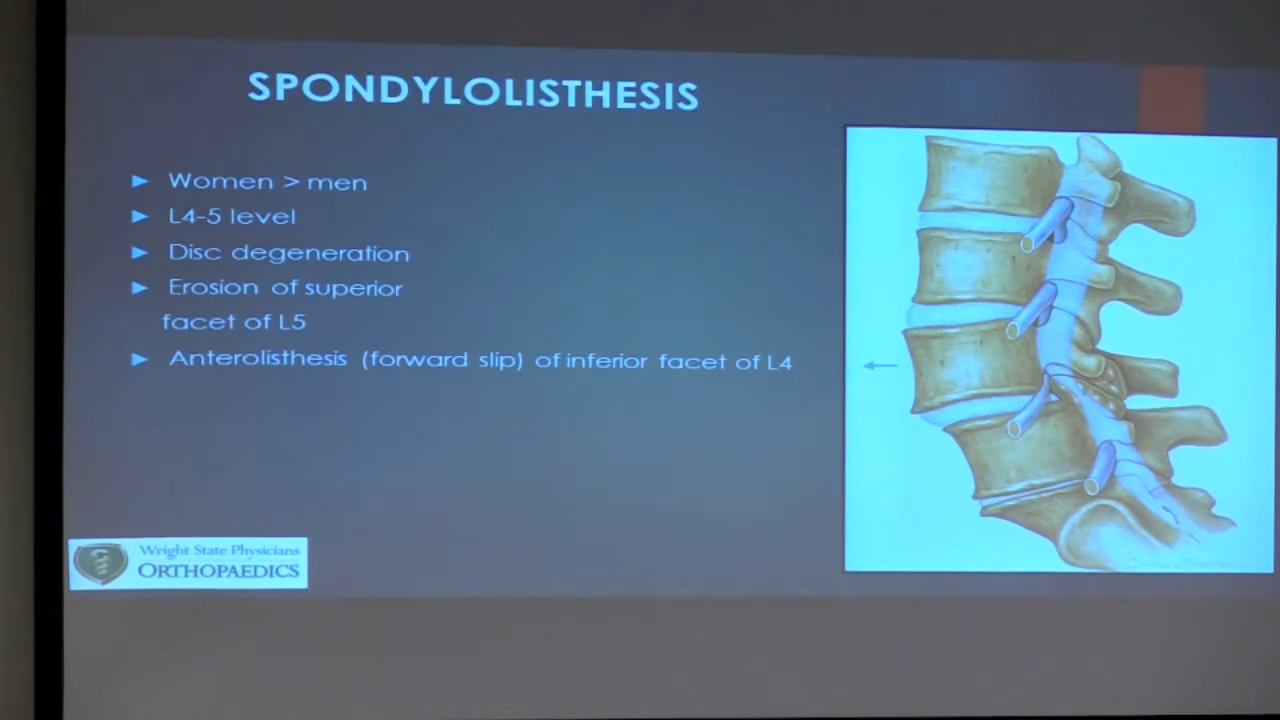 SPONDYLOLISTHESIS
► Women > men
► L4-5 level
► Disc degeneration
► Erosion of superior
facet of L5
► Anterolisthesis (forward slip) of inferior facet of L4
Wright State Physicians
ORTHOPAEDICS